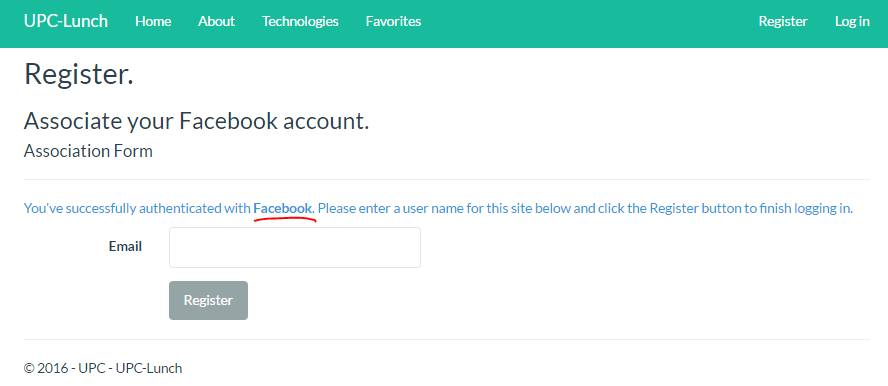 UPC-Lunch Home About Technologies Favorites Register Log in
Register.
Associate your Facebook account.
Association Form
You've successfully authenticated with Facebook. Please enter a user name for this site below and click the Register button to finish logging in.
Email
Register
© 2016 - UPC - UPC-Lunch